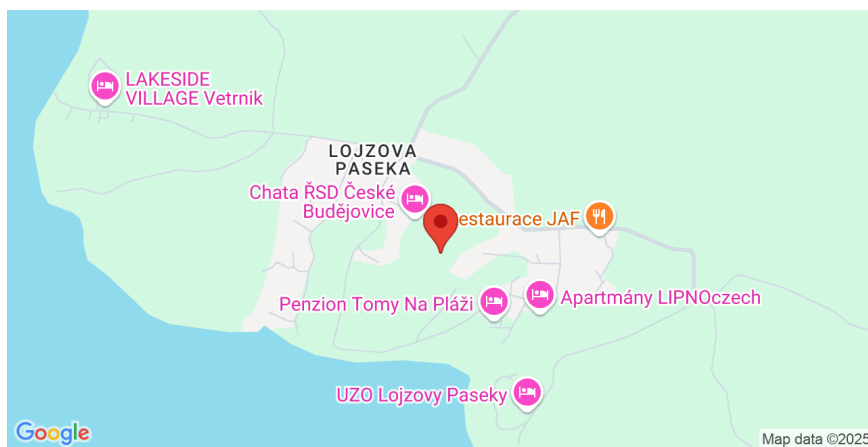 LAKESIDE
VILLAGE Vetrnik
LOJZOVA
PASEKA
Chata ŘSD České
Budějovice
estaurace JAF
Penzion Tomy Na Pláži
Apartmány LIPNOczech
UZO Lojzovy Paseky
Google
Map data ©2025